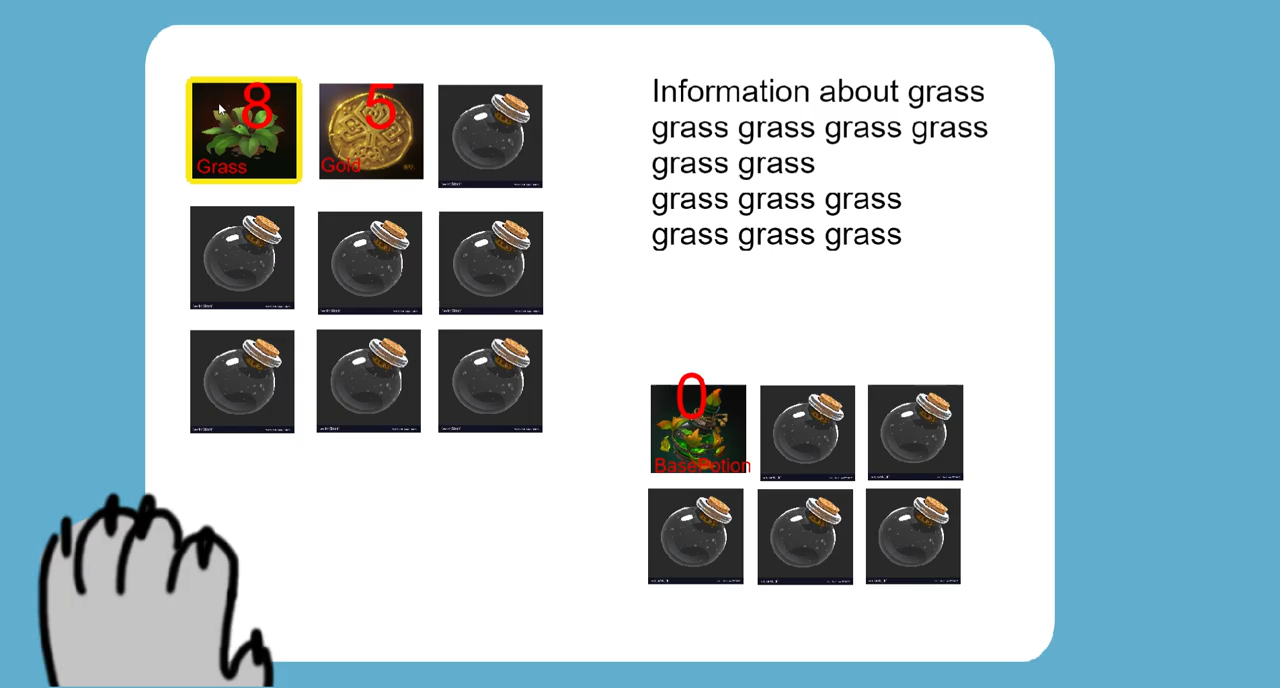 8
Grass
5
Gold
Information about grass
grass grass grass grass
grass grass
grass grass grass
grass grass grass
0
BasePotion